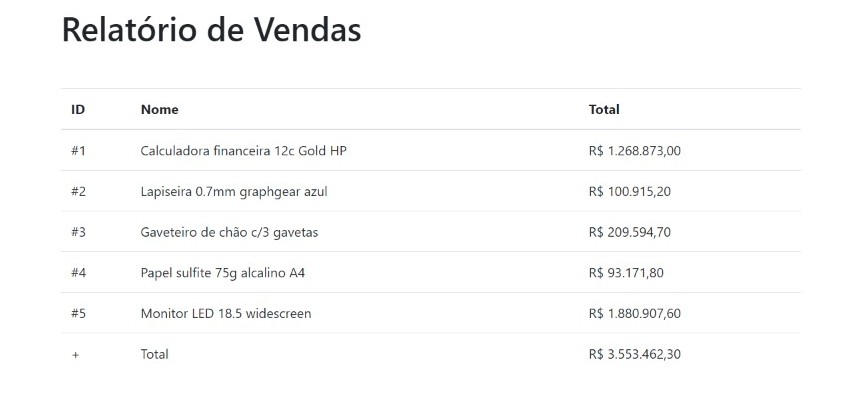 Relatório de Vendas
ID Nome Total
#1 Calculadora financeira 12c Gold HP R$ 1.268.873,00
#2 Lapiseira 0.7mm graphgear azul R$ 100.915,20
#3 Gaveteiro de chão c/3 gavetas R$ 209.594,70
#4 Papel sulfite 75g alcalino A4 R$ 93.171,80
#5 Monitor LED 18.5 widescreen R$ 1.880.907,60
+ Total R$ 3.553.462,30